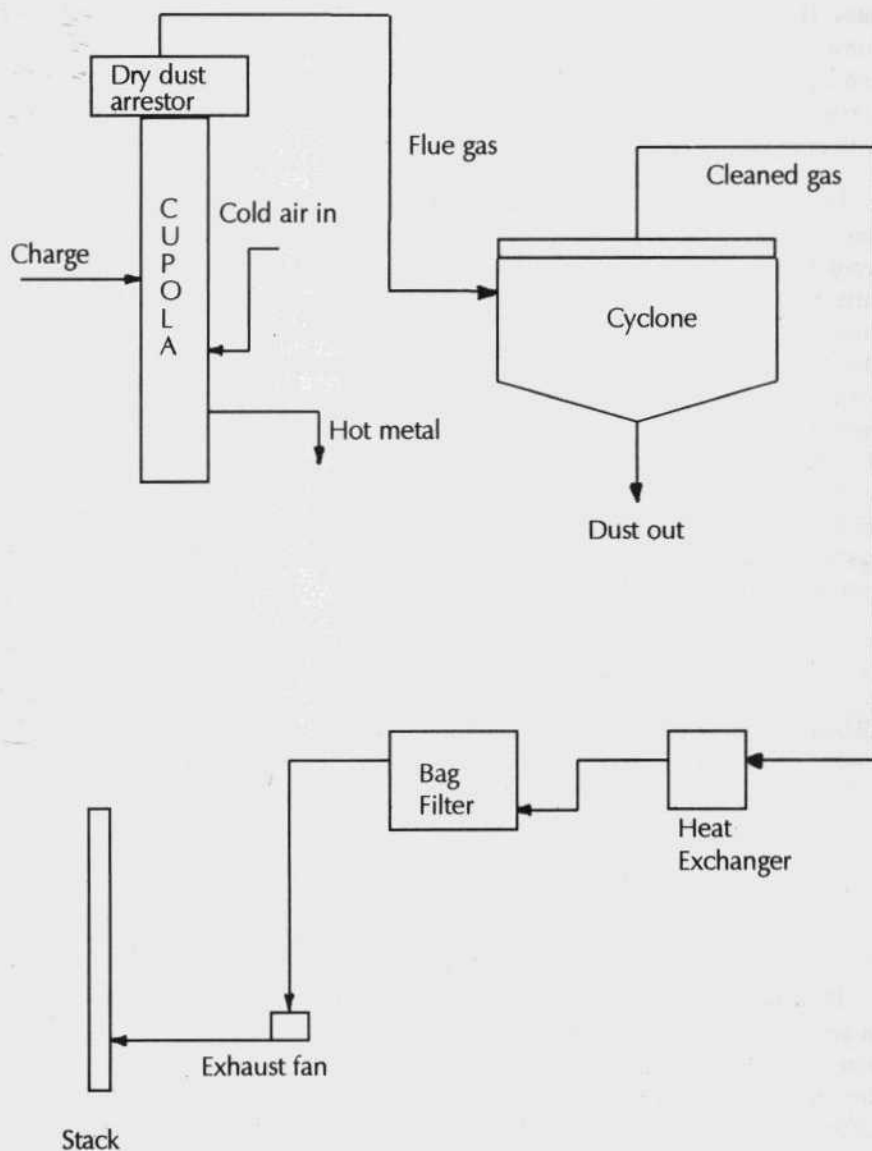 Dry dust
arrestor
Flue gas
Cleaned gas
CUPOLA
Cold air in
Charge
Cyclone
Hot metal
Dust out
Bag
Filter
Heat
Exchanger
Exhaust fan
Stack